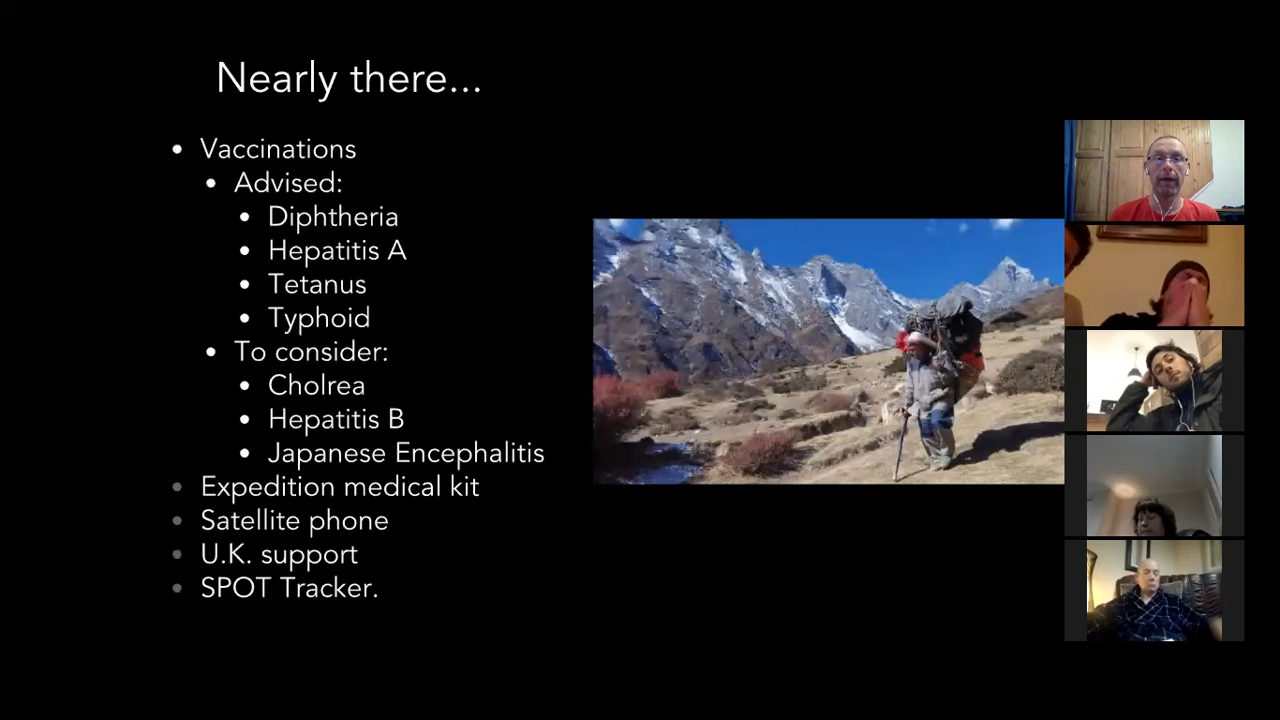 Nearly there...
• Vaccinations
• Advised:
• Diphtheria
• Hepatitis A
• Tetanus
• Typhoid
• To consider:
• Cholrea
• Hepatitis B
• Japanese Encephalitis
• Expedition medical kit
• Satellite phone
• U.K. support
• SPOT Tracker.